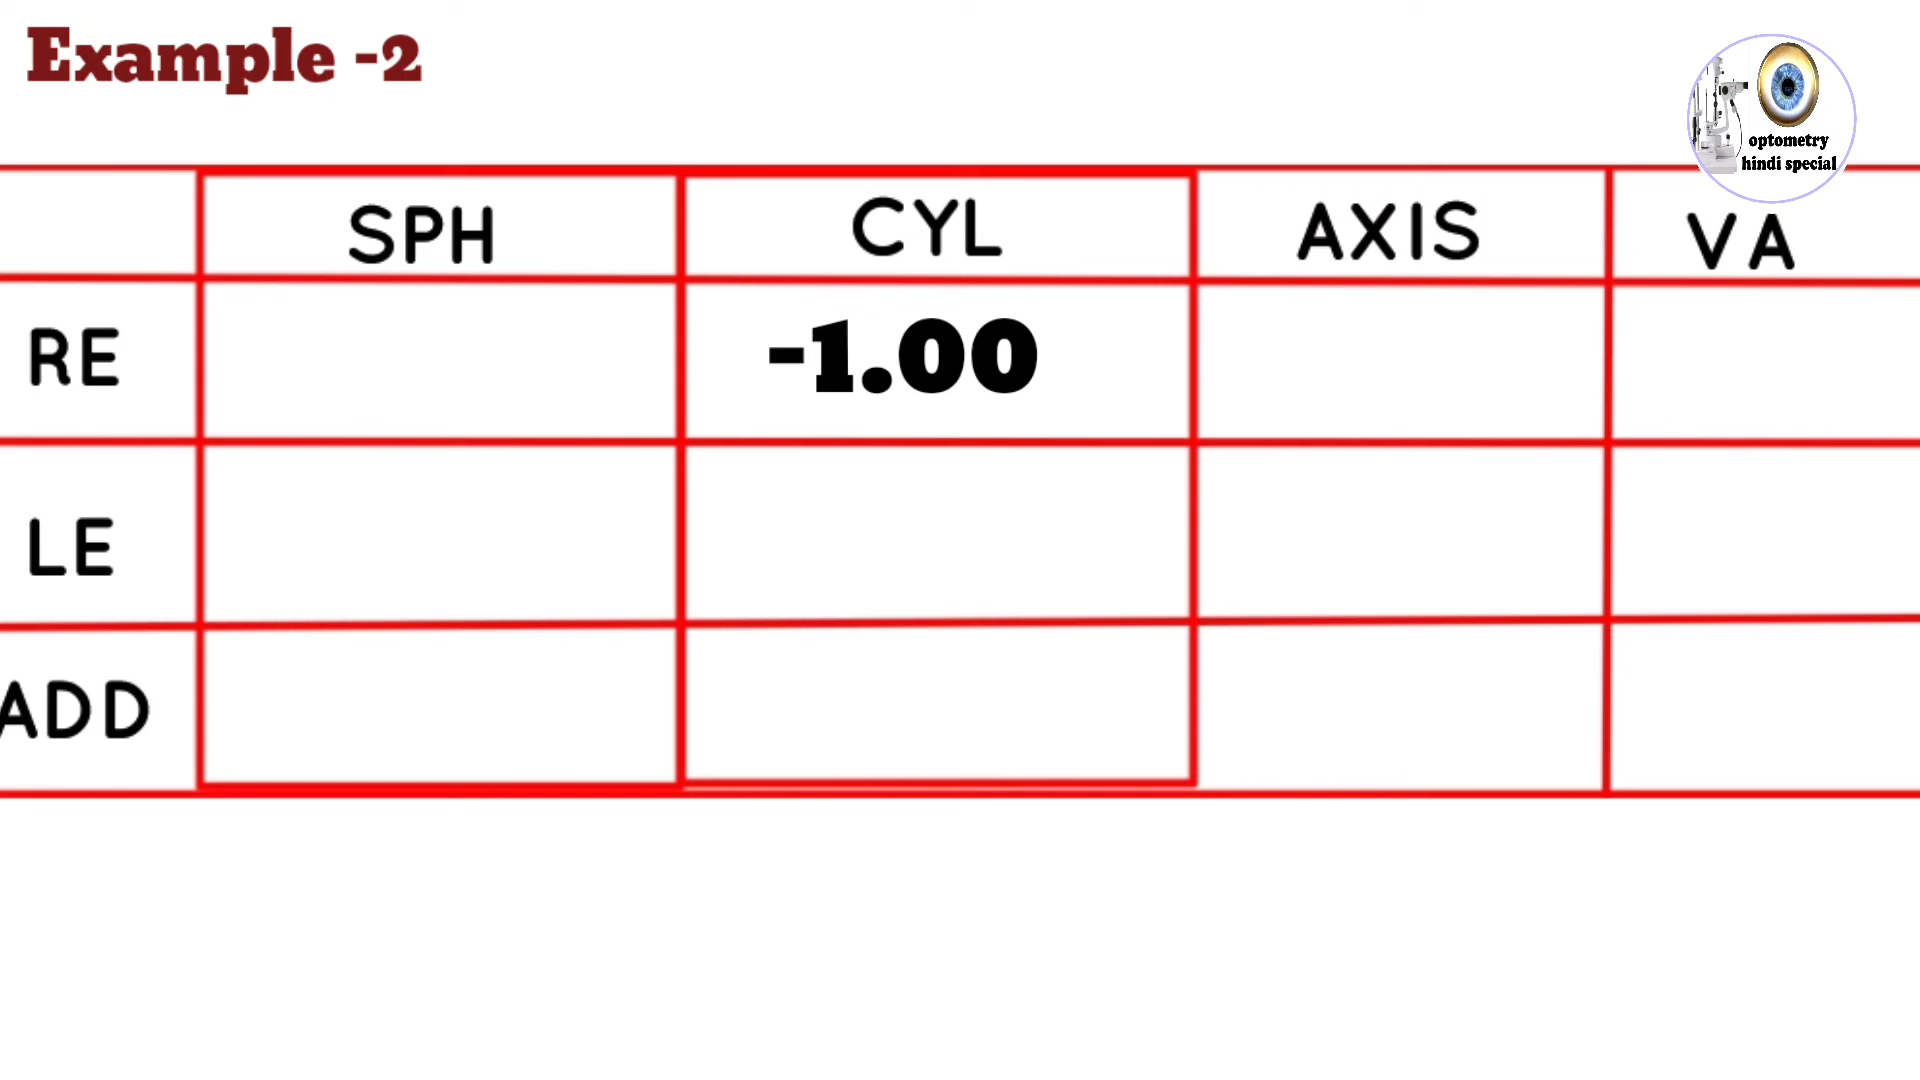 Example -2
optometry
hindi special
SPH CYL AXIS VA
RE -1.00
LE
ADD